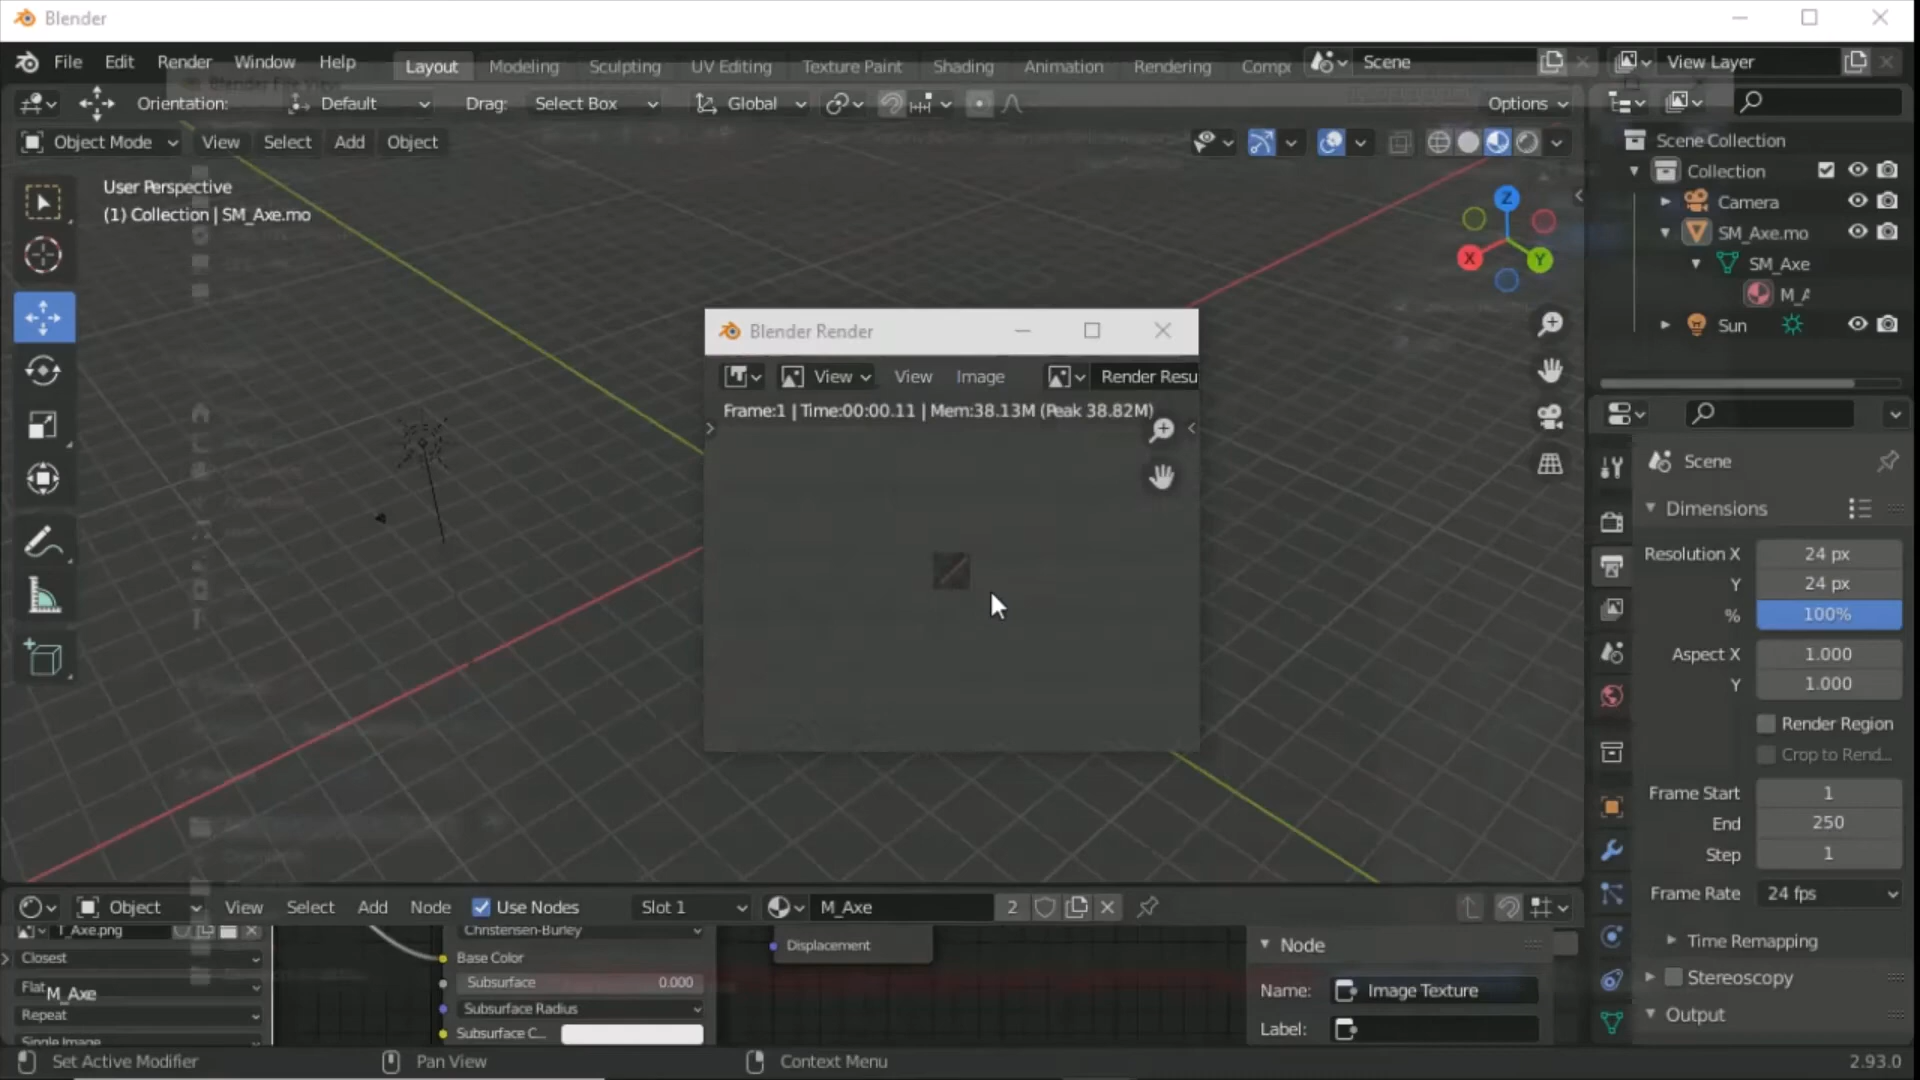 Blender
File Edit Render Window Help
Layout Modeling Sculpting UV Editing Texture Paint Shading Animation Rendering Compo
Scene
View Layer
Orientation: Default Drag: Select Box Global Options
Object Mode View Select Add Object
User Perspective
(1) Collection | SM_Axe.mo
Z
X
Y
Scene Collection
Collection
Camera
SM_Axe.mo
SM_Axe
M_A
Sun
Blender Render
View View Image Render Resu
Frame:1 | Time:00:00.11 | Mem:38.13M (Peak 38.82M)
Scene
Dimensions
Resolution X 24 px
Y 24 px
% 100%
Aspect X 1.000
Y 1.000
Render Region
Crop to Rend...
Frame Start 1
End 250
Step 1
Frame Rate 24 fps
Time Remapping
Stereoscopy
Output
Object View Select Add Node Use Nodes Slot 1 M_Axe 2
T_Axe.png
Closest
Flat
M_Axe
Repeat
Single Image
Christensen-Burley
Base Color
Subsurface 0.000
Subsurface Radius
Subsurface C...
Displacement
Node
Name: Image Texture
Label:
Set Active Modifier Pan View Context Menu 2.93.0